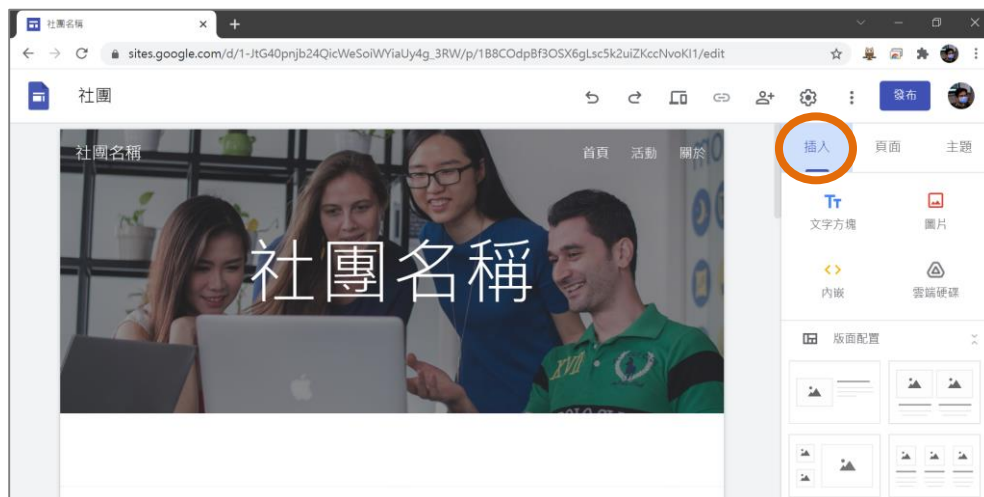 社團名稱
sites.google.com/d/1-JtG40pnjb24QicWeSoiWYiaUy4g_3RW/p/1B8COdpBf3OSX6gLsc5k2uiZKccNvoKI1/edit
社團
發布
社團名稱
首頁 活動 關於
插入 頁面 主題
社團名稱
Tт
文字方塊 圖片
內嵌 雲端硬碟
版面配置
XVII